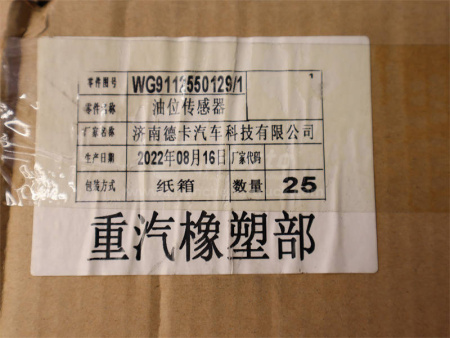 零件图号 WG9112550129/1 1
零件名称 油位传感器
厂家名称 济南德卡汽车科技有限公司
生产日期 2022年08月16日 厂家代码
包装方式 纸箱 数量 25
重汽橡塑部